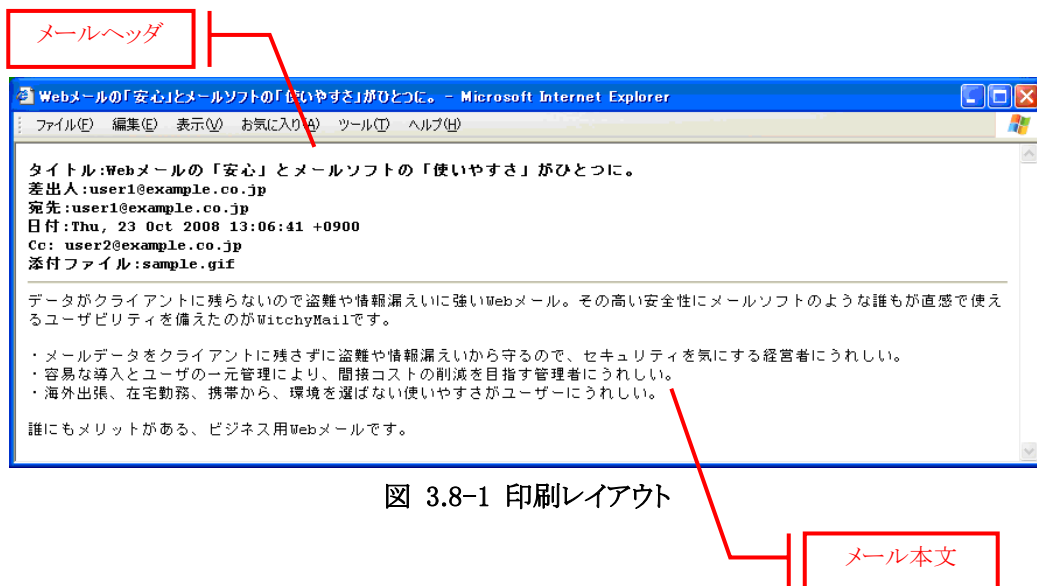 メールヘッダ
Webメールの「安心」とメールソフトの「使いやすさ」がひとつに。 - Microsoft Internet Explorer
ファイル(F) 編集(E) 表示(V) お気に入り(A) ツール(T) ヘルプ(H)
タイトル:Webメールの「安心」とメールソフトの「使いやすさ」がひとつに。
差出人:user1@example.co.jp
宛先:user1@example.co.jp
日付:Thu, 23 Oct 2008 13:06:41 +0900
Cc: user2@example.co.jp
添付ファイル:sample.gif
データがクライアントに残らないので盗難や情報漏えいに強いWebメール。その高い安全性にメールソフトのような誰もが直感で使え
るユーザビリティを備えたのがWitchyMailです。
・メールデータをクライアントに残さずに盗難や情報漏えいから守るので、セキュリティを気にする経営者にうれしい。
・容易な導入とユーザの一元管理により、間接コストの削減を目指す管理者にうれしい。
・海外出張、在宅勤務、携帯から、環境を選ばない使いやすさがユーザーにうれしい。
誰にもメリットがある、ビジネス用Webメールです。
図 3.8-1 印刷レイアウト
メール本文